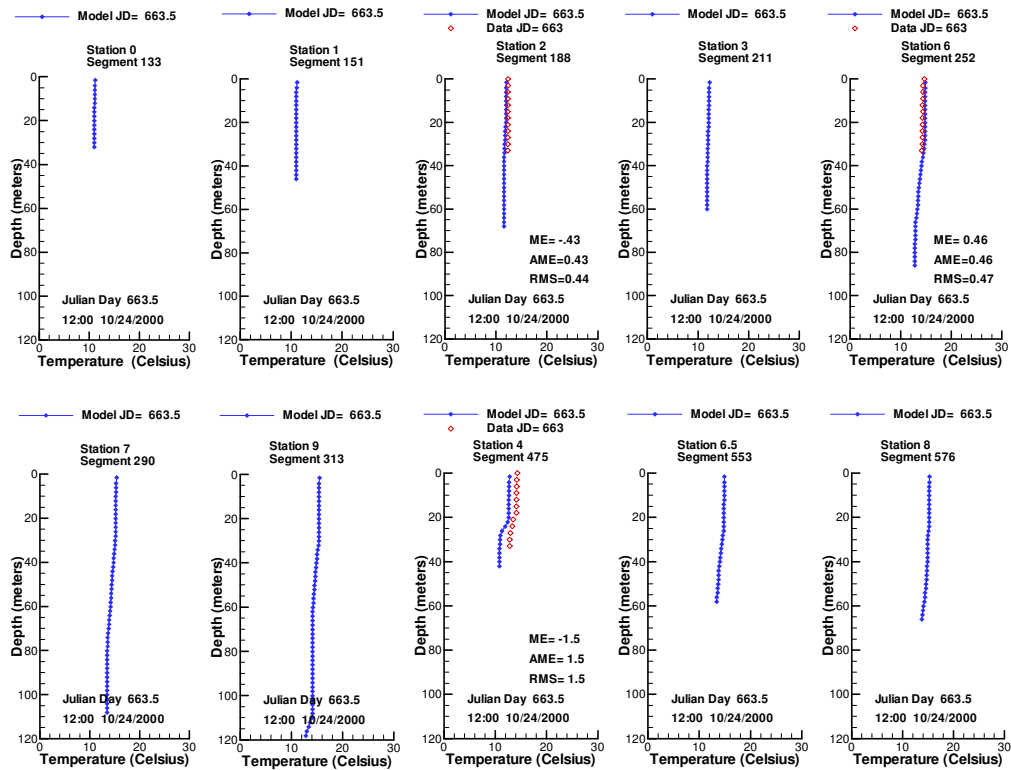 Model JD= 663.5
Station 0
Segment 133
0
20
40
60
80
100
120
Depth (meters)
Julian Day 663.5
12:00 10/24/2000
0 10 20 30
Temperature (Celsius)
Model JD= 663.5
Station 1
Segment 151
0
20
40
60
80
100
120
Depth (meters)
Julian Day 663.5
12:00 10/24/2000
0 10 20 30
Temperature (Celsius)
Model JD= 663.5
Data JD= 663
Station 2
Segment 188
0
20
40
60
80
100
120
Depth (meters)
ME= -.43
AME=0.43
RMS=0.44
Julian Day 663.5
12:00 10/24/2000
0 10 20 30
Temperature (Celsius)
Model JD= 663.5
Station 3
Segment 211
0
20
40
60
80
100
120
Depth (meters)
Julian Day 663.5
12:00 10/24/2000
0 10 20 30
Temperature (Celsius)
Model JD= 663.5
Data JD= 663
Station 6
Segment 252
0
20
40
60
80
100
120
Depth (meters)
ME= 0.46
AME=0.46
RMS=0.47
Julian Day 663.5
12:00 10/24/2000
0 10 20 30
Temperature (Celsius)
Model JD= 663.5
Station 7
Segment 290
0
20
40
60
80
100
120
Depth (meters)
Julian Day 663.5
12:00 10/24/2000
0 10 20 30
Temperature (Celsius)
Model JD= 663.5
Station 9
Segment 313
0
20
40
60
80
100
120
Depth (meters)
Julian Day 663.5
12:00 10/24/2000
0 10 20 30
Temperature (Celsius)
Model JD= 663.5
Data JD= 663
Station 4
Segment 475
0
20
40
60
80
100
120
Depth (meters)
ME= -1.5
AME= 1.5
RMS= 1.5
Julian Day 663.5
12:00 10/24/2000
0 10 20 30
Temperature (Celsius)
Model JD= 663.5
Station 6.5
Segment 553
0
20
40
60
80
100
120
Depth (meters)
Julian Day 663.5
12:00 10/24/2000
0 10 20 30
Temperature (Celsius)
Model JD= 663.5
Station 8
Segment 576
0
20
40
60
80
100
120
Depth (meters)
Julian Day 663.5
12:00 10/24/2000
0 10 20 30
Temperature (Celsius)